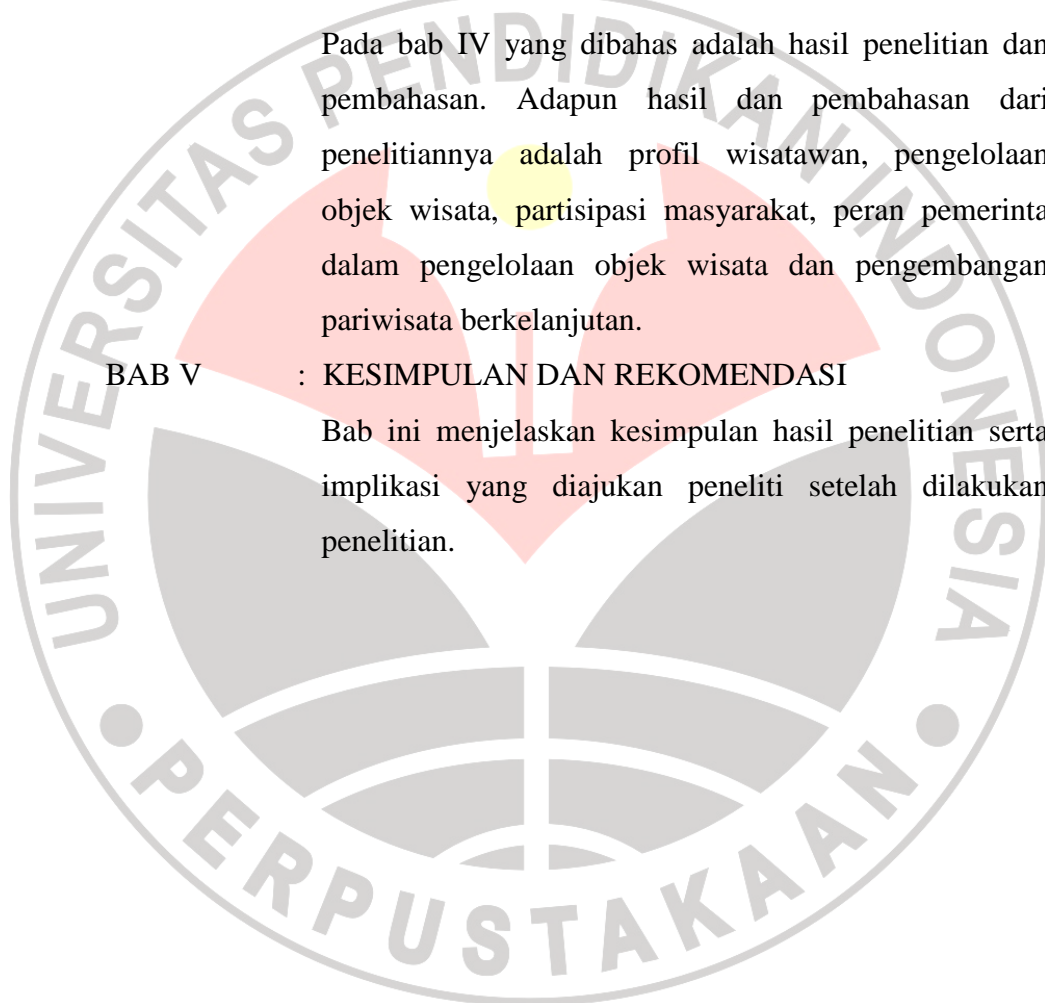 Pada bab IV yang dibahas adalah hasil penelitian dan
pembahasan. Adapun hasil dan pembahasan dari
penelitiannya adalah profil wisatawan, pengelolaan
objek wisata, partisipasi masyarakat, peran pemerinta
dalam pengelolaan objek wisata dan pengembangan
pariwisata berkelanjutan.
BAB V : KESIMPULAN DAN REKOMENDASI
Bab ini menjelaskan kesimpulan hasil penelitian serta
implikasi yang diajukan peneliti setelah dilakukan
penelitian.
UNIVERSITAS PENDIDIKAN INDONESIA
PERPUSTAKAAN